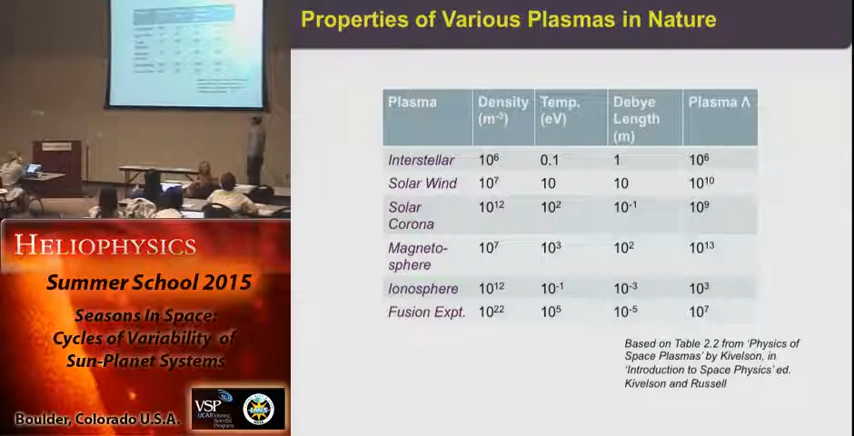 Properties of Various Plasmas in Nature
Plasma Density (m⁻³) Temp. (eV) Debye Length (m) Plasma Λ
Interstellar 10⁶ 0.1 1 10⁶
Solar Wind 10⁷ 10 10 10¹⁰
Solar Corona 10¹² 10² 10⁻¹ 10⁹
Magneto-sphere 10⁷ 10³ 10² 10¹³
Ionosphere 10¹² 10⁻¹ 10⁻³ 10³
Fusion Expt. 10²² 10⁵ 10⁻⁵ 10⁷
Based on Table 2.2 from ‘Physics of
Space Plasmas’ by Kivelson, in
‘Introduction to Space Physics’ ed.
Kivelson and Russell
HELIOPHYSICS
Summer School 2015
Seasons In Space:
Cycles of Variability of
Sun-Planet Systems
Boulder, Colorado U.S.A.
VSP
UCAR Visiting
Scientist
Programs